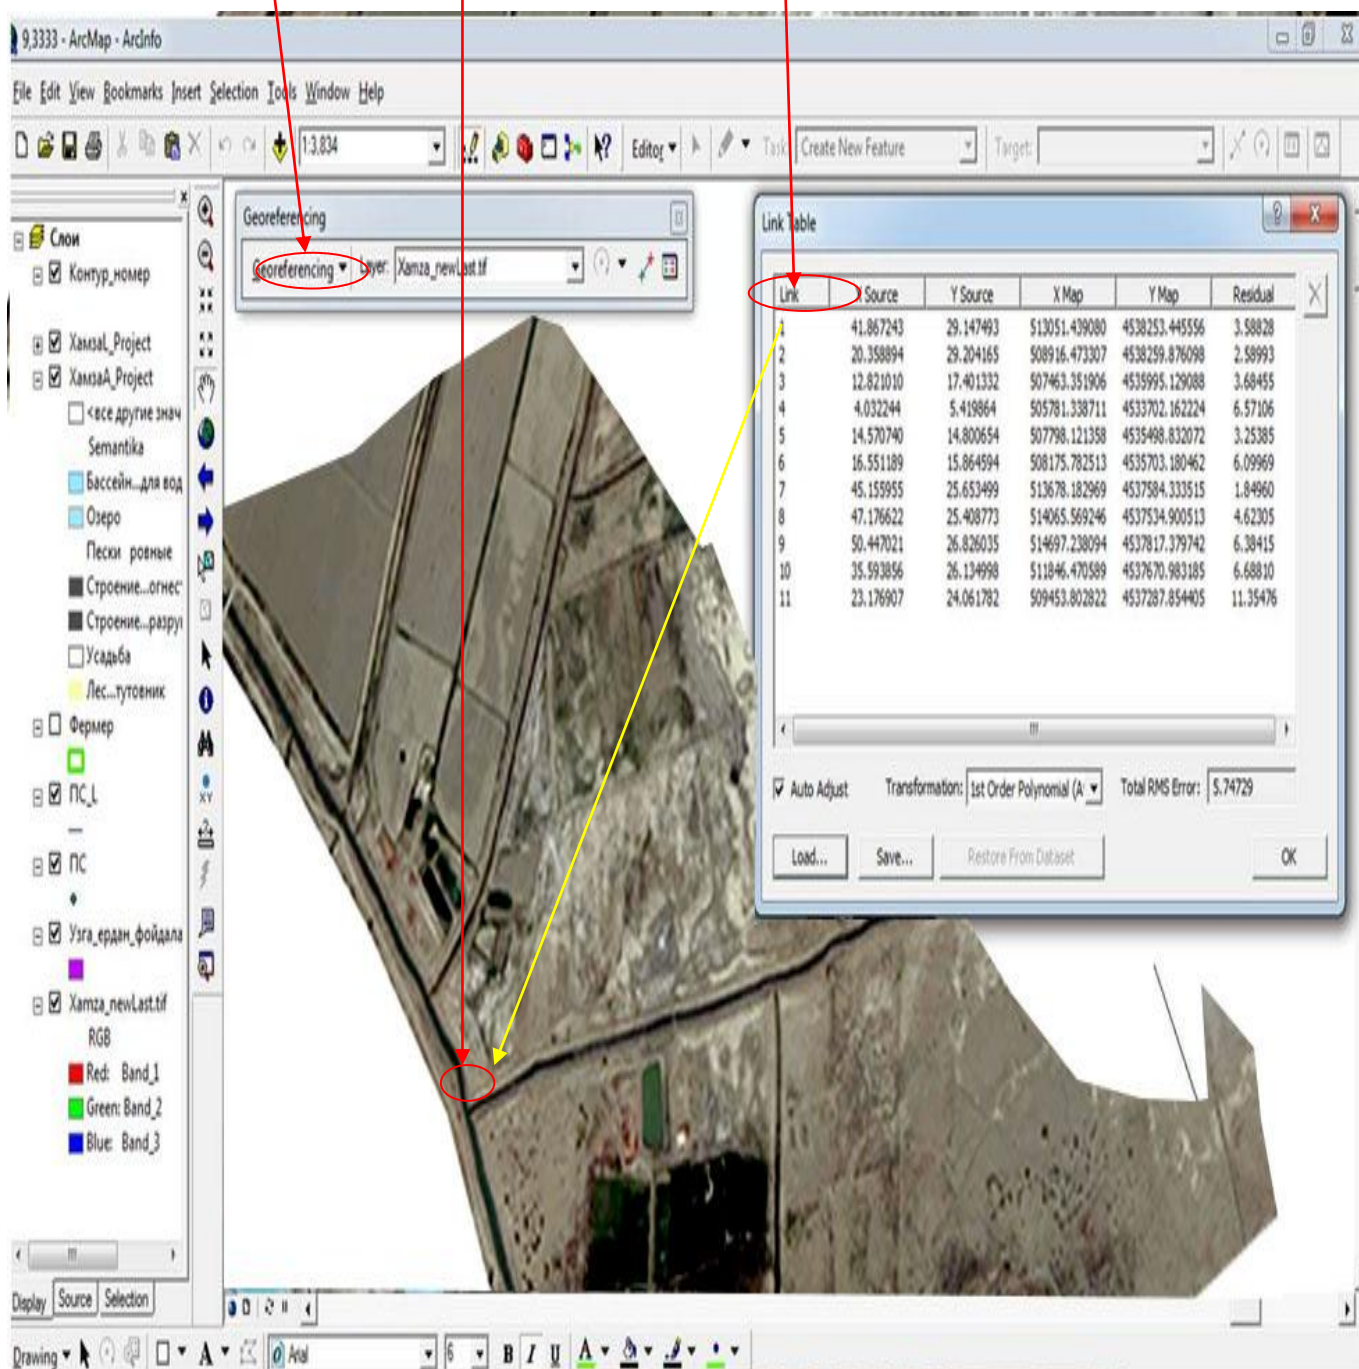 9,3333 - ArcMap - ArcInfo
File Edit View Bookmarks Insert Selection Tools Window Help
1:3,834 Editor Task: Create New Feature Target:
Georeferencing
Georeferencing Layer: Xamza_newLast.tif
Слои
Контур_номер
ХамзаL_Project
ХамзаA_Project
<все другие знач
Semantika
Бассейн...для вод
Озеро
Пески ровные
Строение...огнес
Строение...разру
Усадьба
Лес...тутовник
Фермер
ПС_L
ПС
Узга_ердан_фойдала
Xamza_newLast.tif
RGB
Red: Band_1
Green: Band_2
Blue: Band_3
Display Source Selection
Link Table
Link X Source Y Source X Map Y Map Residual
1 41.867243 29.147493 513051.439080 4538253.445556 3.58828
2 20.358894 29.204165 508916.473307 4538259.876098 2.58993
3 12.821010 17.401332 507463.351906 4535995.129088 3.68455
4 4.032244 5.419864 505781.338711 4533702.162224 6.57106
5 14.570740 14.800654 507798.121358 4535498.832072 3.25385
6 16.551189 15.864594 508175.782513 4535703.180462 6.09969
7 45.155955 25.653499 513678.182969 4537584.333515 1.84960
8 47.176622 25.408773 514065.569246 4537534.900513 4.62305
9 50.447021 26.826035 514697.238094 4537817.379742 6.38415
10 35.593856 26.134998 511846.470589 4537670.983185 6.68810
11 23.176907 24.061782 509453.802822 4537287.854405 11.35476
Auto Adjust Transformation: 1st Order Polynomial (A Total RMS Error: 5.74729
Load... Save... Restore From Dataset OK
Drawing A Arial 6 B I U A